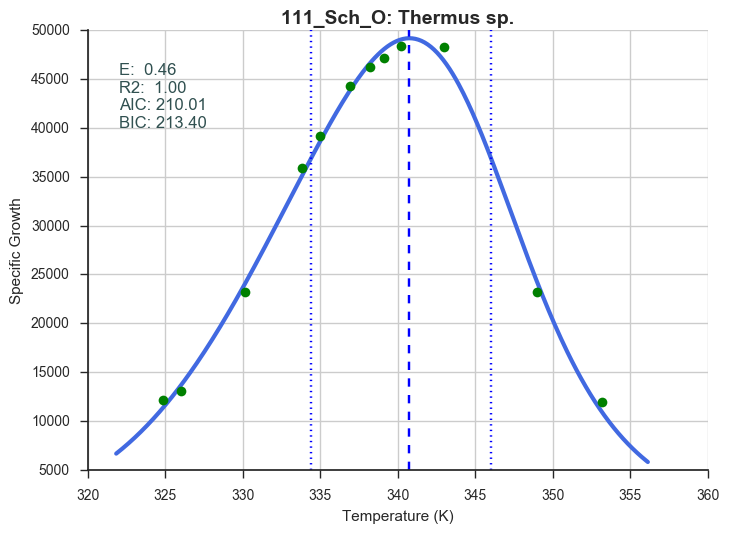 111_Sch_O: Thermus sp.
E: 0.46
R2: 1.00
AIC: 210.01
BIC: 213.40
50000
45000
40000
35000
30000
25000
20000
15000
10000
5000
Specific Growth
320 325 330 335 340 345 350 355 360
Temperature (K)